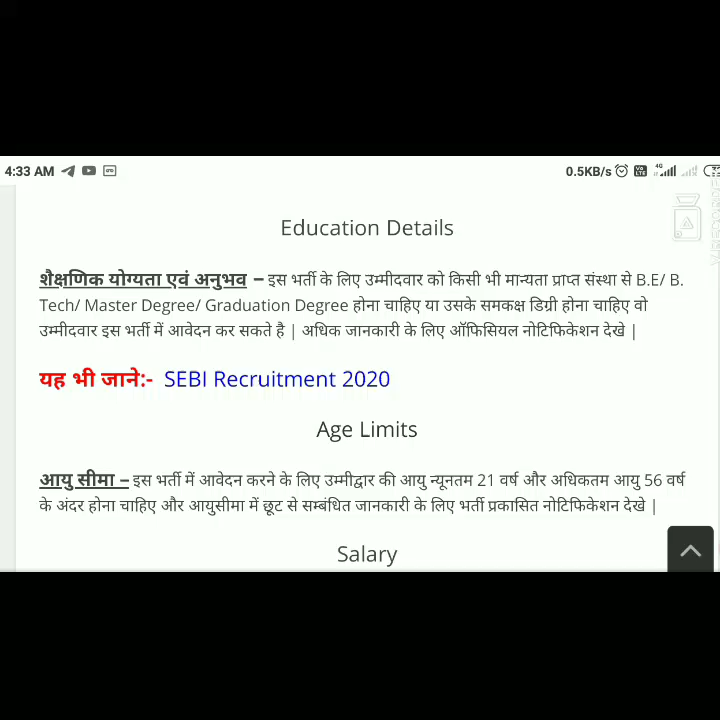 4:33 AM
0.5KB/s
Education Details
शैक्षणिक योग्यता एवं अनुभव – इस भर्ती के लिए उम्मीदवार को किसी भी मान्यता प्राप्त संस्था से B.E/ B.
Tech/ Master Degree/ Graduation Degree होना चाहिए या उसके समकक्ष डिग्री होना चाहिए वो
उम्मीदवार इस भर्ती में आवेदन कर सकते है | अधिक जानकारी के लिए ऑफिसियल नोटिफिकेशन देखे |
यह भी जाने:- SEBI Recruitment 2020
Age Limits
आयु सीमा – इस भर्ती में आवेदन करने के लिए उम्मीद्वार की आयु न्यूनतम 21 वर्ष और अधिकतम आयु 56 वर्ष
के अंदर होना चाहिए और आयुसीमा में छूट से सम्बंधित जानकारी के लिए भर्ती प्रकासित नोटिफिकेशन देखे |
Salary